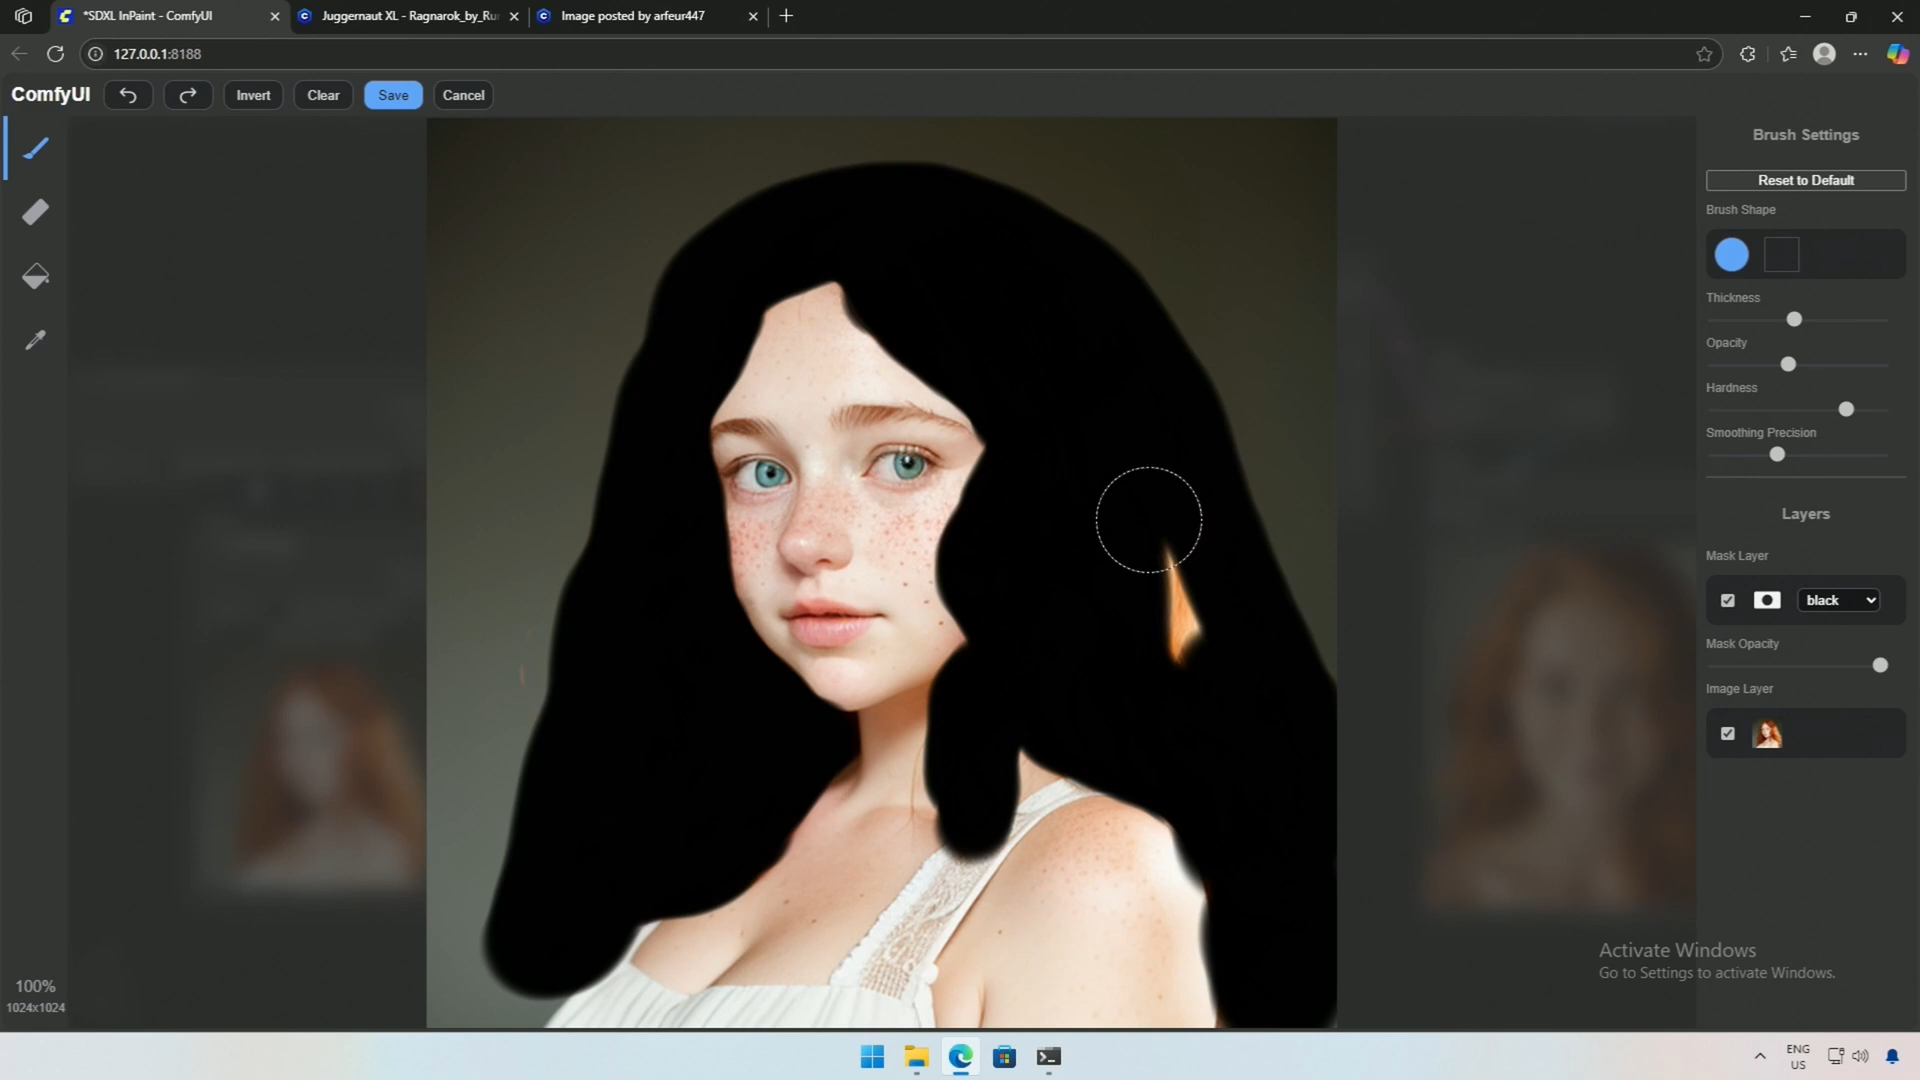 *SDXL InPaint - ComfyUI
Juggernaut XL - Ragnarok_by_Ru
Image posted by arfeur447
127.0.0.1:8188
ComfyUI
Invert
Clear
Save
Cancel
Brush Settings
Reset to Default
Brush Shape
Thickness
Opacity
Hardness
Smoothing Precision
Layers
Mask Layer
black
Mask Opacity
Image Layer
Activate Windows
Go to Settings to activate Windows.
100%
1024x1024
ENG
US